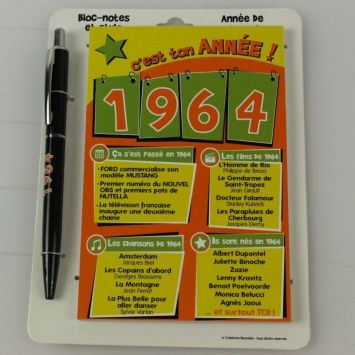 Bloc-notes
Année de
c'est ton ANNÉE !
1964
1964
Ça s'est passé en 1964
• FORD commercialise son
modèle MUSTANG
• Premier numéro du NOUVEL
OBS et premiers pots de
NUTELLA
• La télévision française
inaugure une deuxième
chaîne
Les films de 1964
L'Homme de Rio
Philippe de Broca
Le Gendarme de
Saint-Tropez
Jean Girault
Docteur Folamour
Stanley Kubrick
Les Parapluies de
Cherbourg
Jacques Demy
Les chansons de 1964
Amsterdam
Jacques Brel
Les Copains d'abord
Georges Brassens
La Montagne
Jean Ferrat
La Plus Belle pour
aller danser
Sylvie Vartan
Ils sont nés en 1964
Albert Dupontel
Juliette Binoche
Zazie
Lenny Kravitz
Benoit Poelvoorde
Monica Belucci
Agnès Jaoui
... et surtout TOI !